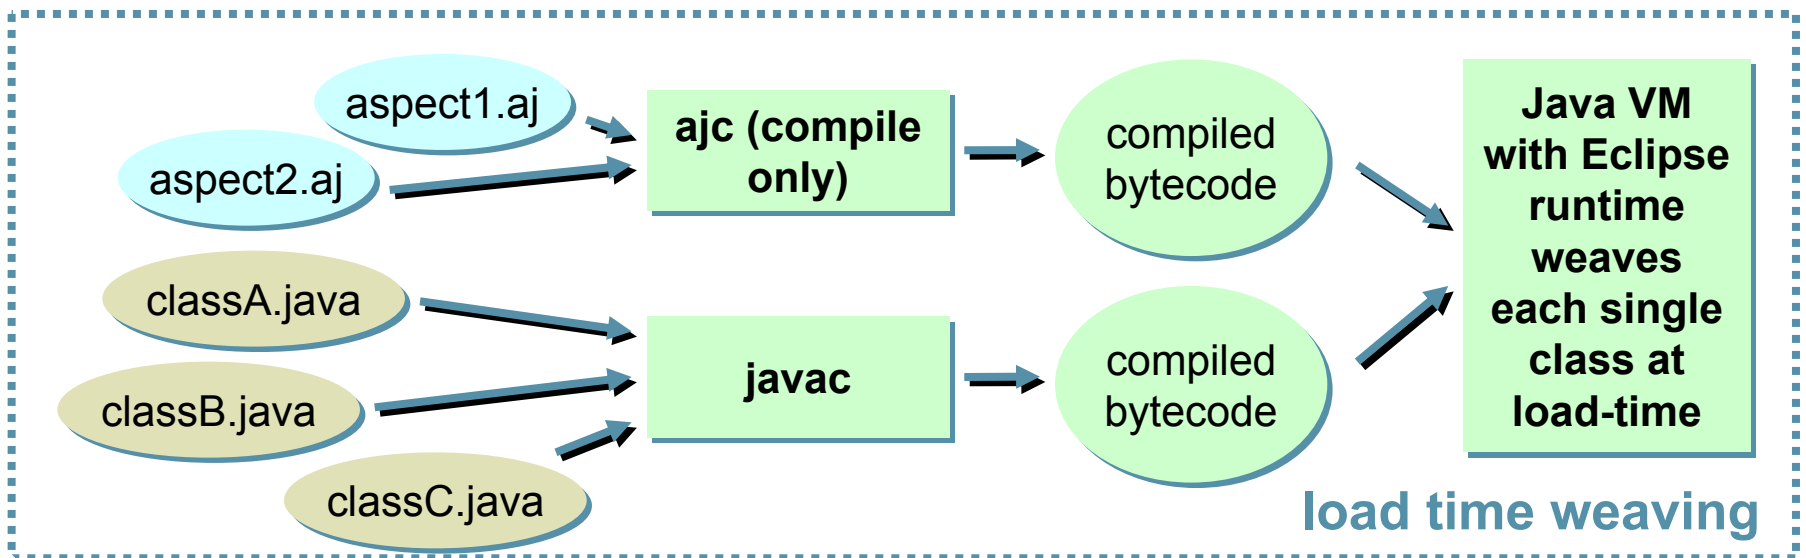 aspect1.aj
aspect2.aj
classA.java
classB.java
classC.java
ajc (compile
only)
javac
compiled
bytecode
compiled
bytecode
Java VM
with Eclipse
runtime
weaves
each single
class at
load-time
load time weaving